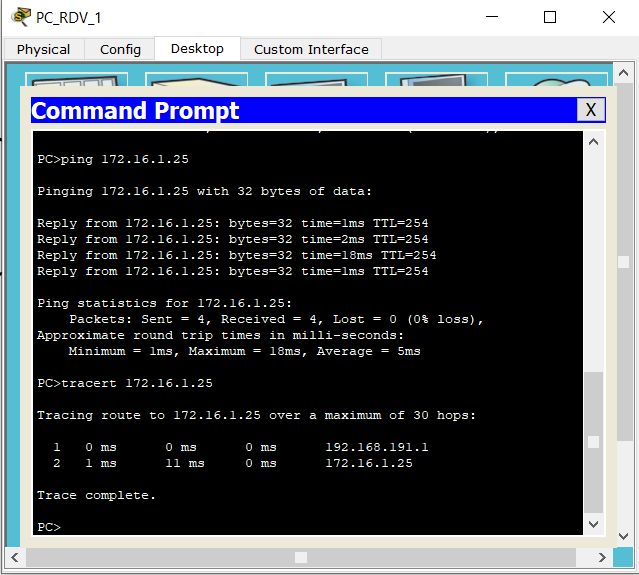 PC_RDV_1
Physical Config Desktop Custom Interface
Command Prompt X
PC>ping 172.16.1.25
Pinging 172.16.1.25 with 32 bytes of data:
Reply from 172.16.1.25: bytes=32 time=1ms TTL=254
Reply from 172.16.1.25: bytes=32 time=2ms TTL=254
Reply from 172.16.1.25: bytes=32 time=18ms TTL=254
Reply from 172.16.1.25: bytes=32 time=1ms TTL=254
Ping statistics for 172.16.1.25:
Packets: Sent = 4, Received = 4, Lost = 0 (0% loss),
Approximate round trip times in milli-seconds:
Minimum = 1ms, Maximum = 18ms, Average = 5ms
PC>tracert 172.16.1.25
Tracing route to 172.16.1.25 over a maximum of 30 hops:
1 0 ms 0 ms 0 ms 192.168.191.1
2 1 ms 11 ms 0 ms 172.16.1.25
Trace complete.
PC>